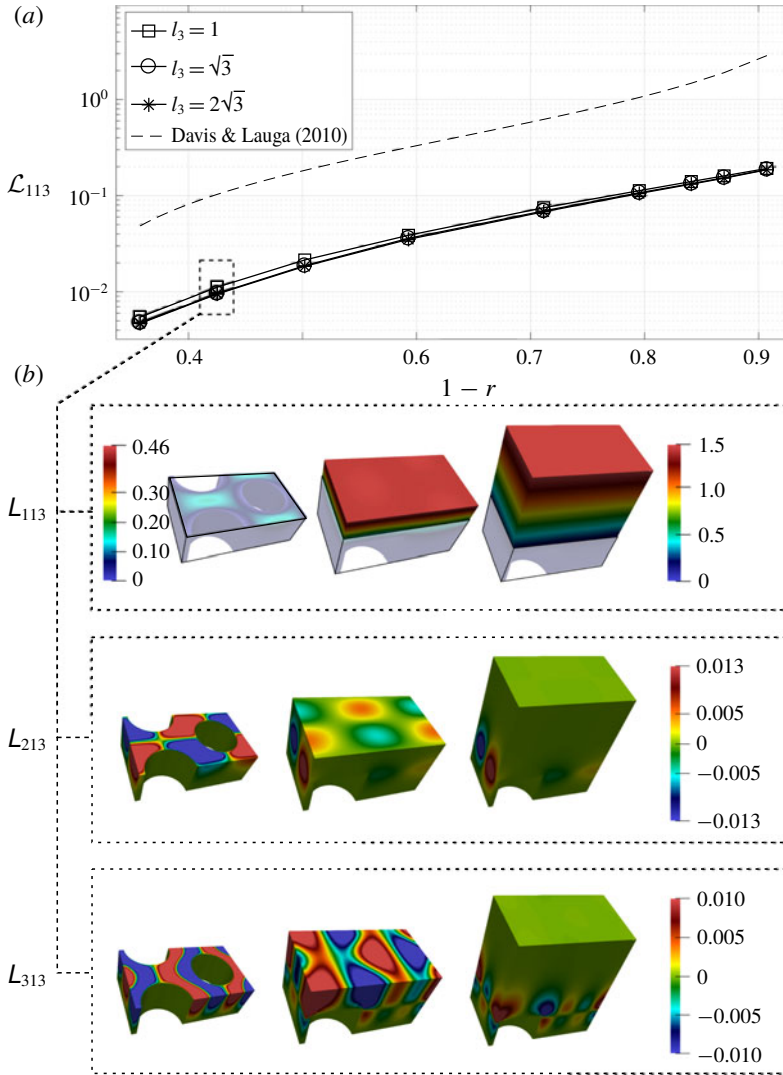 (a)
l₃ = 1
l₃ = √3
l₃ = 2√3
Davis & Lauga (2010)
10⁰
10⁻¹
10⁻²
ℒ₁₁₃
0.4
0.6
0.7
0.8
0.9
1 − r
(b)
L₁₁₃
0.46
0.30
0.20
0.10
0
1.5
1.0
0.5
0
L₂₁₃
0.013
0.005
0
−0.005
−0.013
L₃₁₃
0.010
0.005
0
−0.005
−0.010